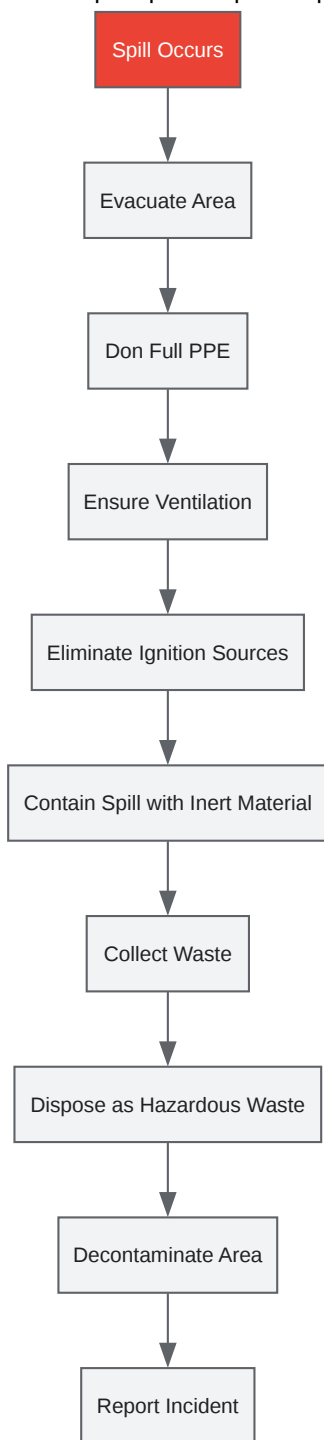 Spill Occurs
Evacuate Area
Don Full PPE
Ensure Ventilation
Eliminate Ignition Sources
Contain Spill with Inert Material
Collect Waste
Dispose as Hazardous Waste
Decontaminate Area
Report Incident